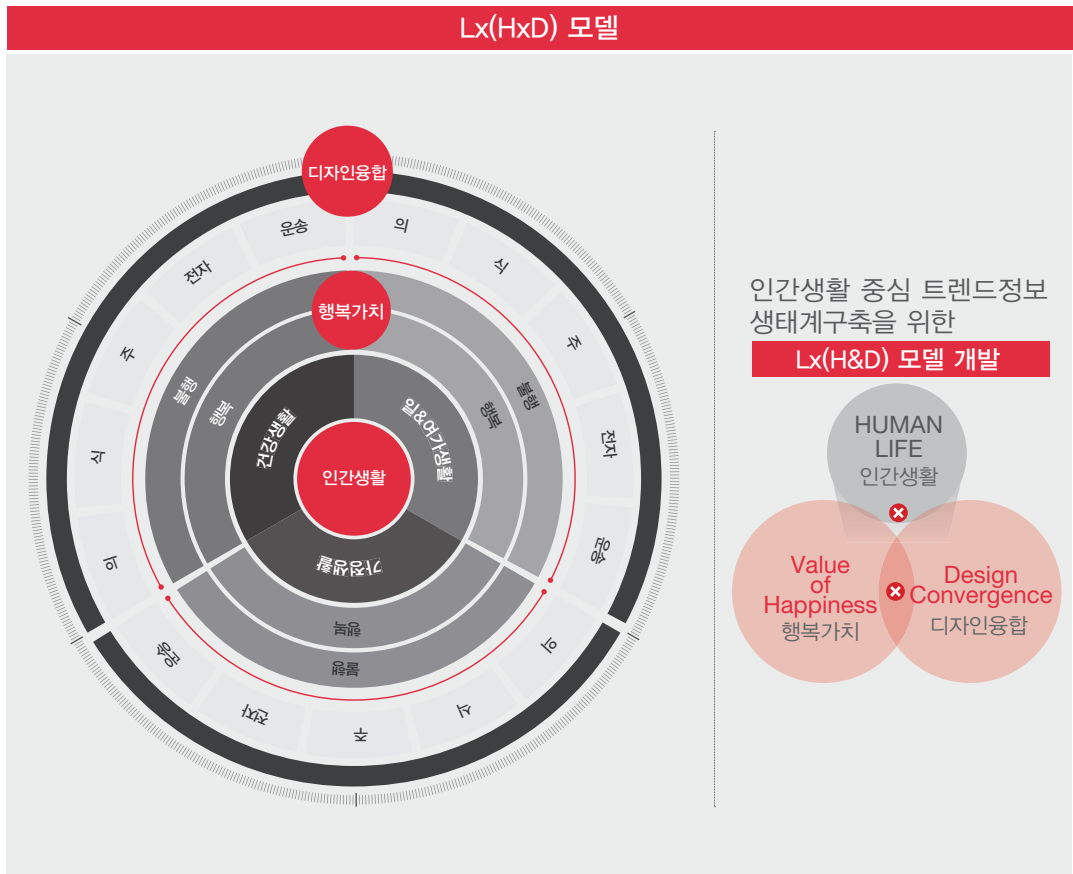 Lx(HxD) 모델
디자인융합
의
식
주
전자
운송
의
식
주
전자
운송
의
식
주
전자
운송
행복가치
불행
행복
행복
불행
행복
불행
건강생활
일&여가생활
가정생활
인간생활
인간생활 중심 트렌드정보
생태계구축을 위한
Lx(H&D) 모델 개발
HUMAN
LIFE
인간생활
Value
of
Happiness
행복가치
Design
Convergence
디자인융합